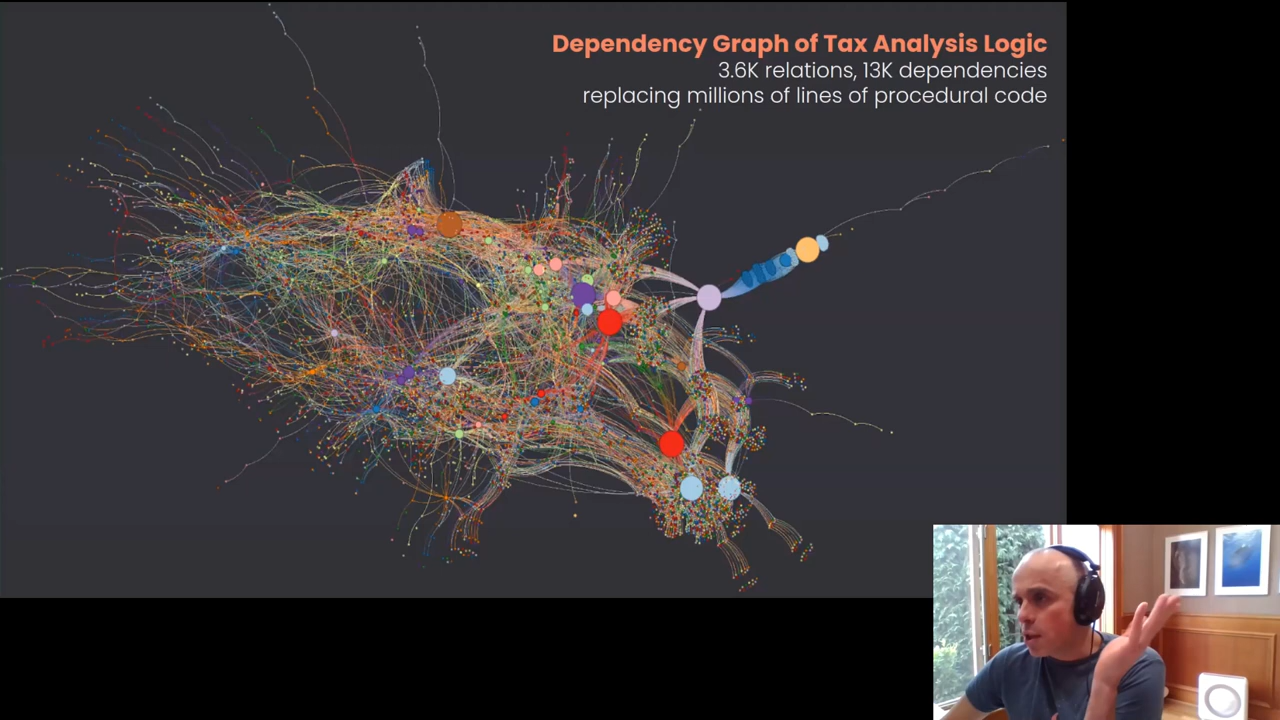 Dependency Graph of Tax Analysis Logic
3.6K relations, 13K dependencies
replacing millions of lines of procedural code